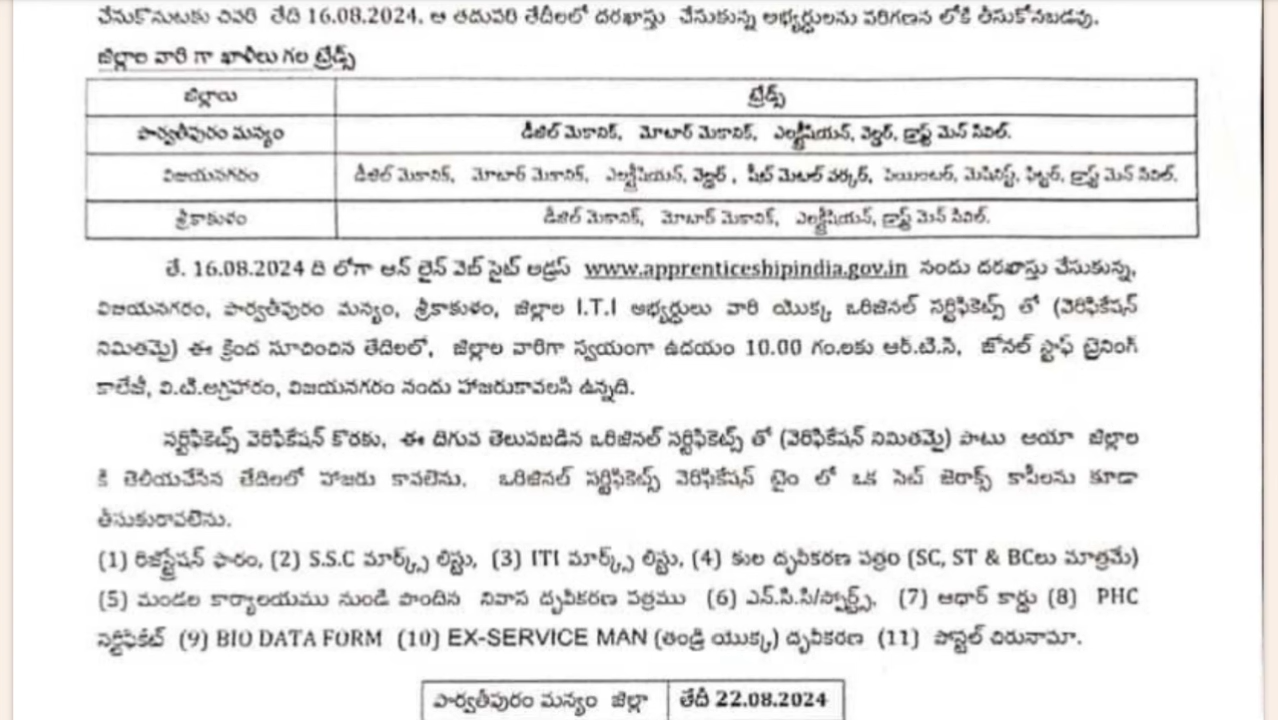 చేసుకొనుటకు చివరి తేది 16.08.2024. ఆ తదుపరి తేదీలలో దరఖాస్తు చేసుకున్న అభ్యర్ధులను పరిగణన లోకి తీసుకోనబడవు.
జిల్లాల వారి గా ఖాళీలు గల ట్రేడ్స్
జిల్లాలు ట్రేడ్స్
పార్వతీపురం మన్యం డీజిల్ మెకానిక్, మోటార్ మెకానిక్, ఎలక్ట్రీషియన్, వెల్డర్, డ్రాఫ్ట్ మెన్ సివిల్.
విజయనగరం డీజిల్ మెకానిక్, మోటార్ మెకానిక్, ఎలక్ట్రీషియన్, వెల్డర్, షీట్ మెటల్ వర్కర్, పెయింటర్, మెషినిస్ట్, ఫిట్టర్, డ్రాఫ్ట్ మెన్ సివిల్.
శ్రీకాకుళం డీజిల్ మెకానిక్, మోటార్ మెకానిక్, ఎలక్ట్రీషియన్, డ్రాఫ్ట్ మెన్ సివిల్.
తే. 16.08.2024 ది లోగా ఆన్ లైన్ వెబ్ సైట్ అడ్రస్ www.apprenticeshipindia.gov.in నందు దరఖాస్తు చేసుకున్న,
విజయనగరం, పార్వతీపురం మన్యం, శ్రీకాకుళం, జిల్లాల I.T.I అభ్యర్ధులు వారి యొక్క ఒరిజినల్ సర్టిఫికెట్స్ తో (వెరిఫికేషన్
నిమితమై) ఈ క్రింద సూచించిన తేదిలలో, జిల్లాల వారిగా స్వయంగా ఉదయం 10.00 గం.లకు ఆర్.టి.సి, జోనల్ స్టాఫ్ ట్రైనింగ్
కాలేజీ, వి.టి.అగ్రహారం, విజయనగరం నందు హాజరుకావలసి ఉన్నది.
సర్టిఫికెట్స్ వెరిఫికేషన్ కొరకు, ఈ దిగువ తెలుపబడిన ఒరిజినల్ సర్టిఫికెట్స్ తో (వెరిఫికేషన్ నిమితమై) పాటు ఆయా జిల్లాల
కి తెలియచేసిన తేదిలలో హాజరు కావలెను. ఒరిజినల్ సర్టిఫికెట్స్ వెరిఫికేషన్ టైం లో ఒక సెట్ జెరాక్స్ కాపీలను కూడా
తీసుకురావలెను.
(1) రిజిస్ట్రేషన్ ఫారం, (2) S.S.C మార్క్స్ లిస్టు, (3) ITI మార్క్స్ లిస్టు, (4) కుల దృవీకరణ పత్రం (SC, ST & BCలు మాత్రమే)
(5) మండల కార్యాలయము నుండి పొందిన నివాస దృవీకరణ పత్రము (6) ఎన్.సి.సి/స్పోర్ట్స్, (7) ఆధార్ కార్డు (8) PHC
సర్టిఫికేట్ (9) BIO DATA FORM (10) EX-SERVICE MAN (తండ్రి యొక్క) దృవీకరణ (11) పోస్టల్ చిరునామా.
పార్వతీపురం మన్యం జిల్లా తేదీ 22.08.2024